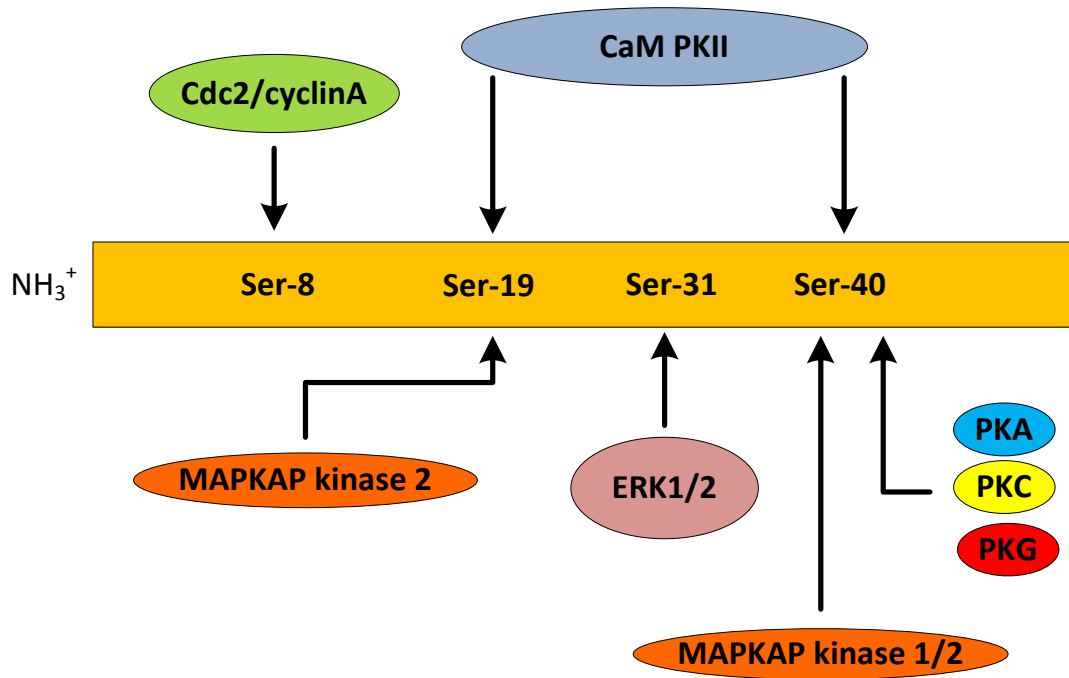 CaM PKII
Cdc2/cyclinA
NH₃⁺
Ser-8
Ser-19
Ser-31
Ser-40
PKA
MAPKAP kinase 2
ERK1/2
PKC
PKG
MAPKAP kinase 1/2